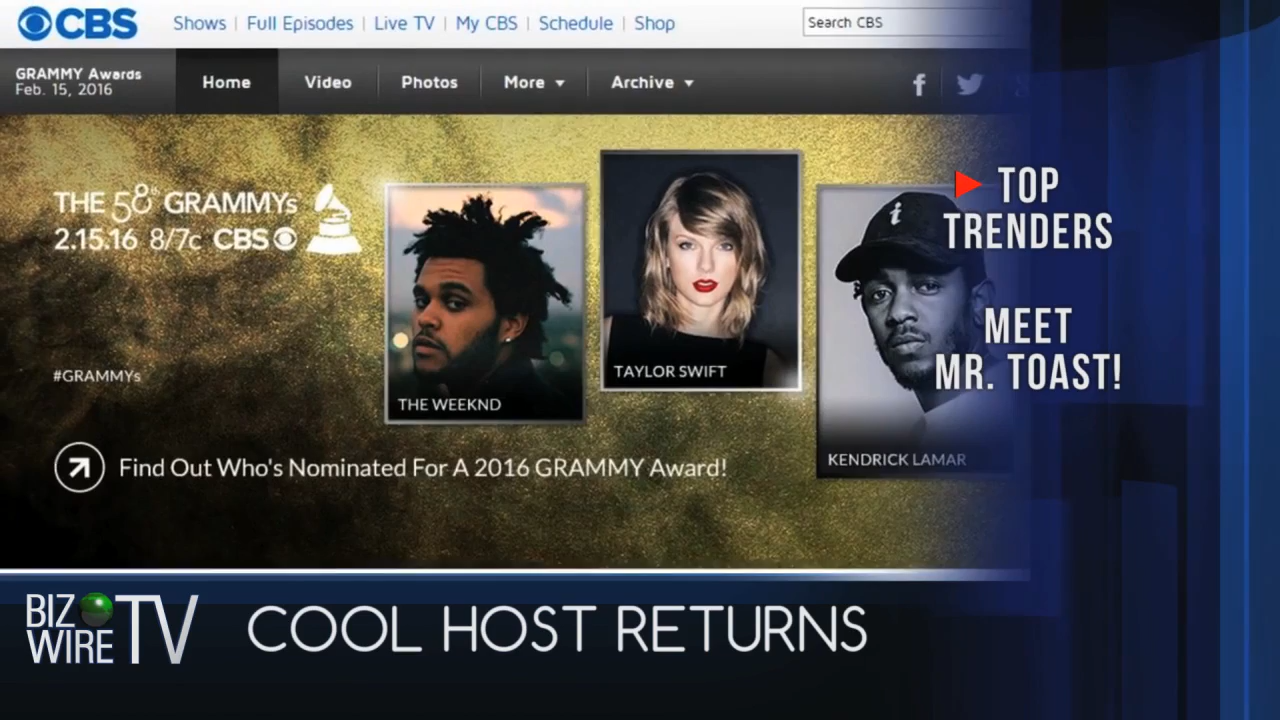 CBS
Shows | Full Episodes | Live TV | My CBS | Schedule | Shop
Search CBS
GRAMMY Awards
Feb. 15, 2016
Home
Video
Photos
More
Archive
THE 58th GRAMMYs
2.15.16 8/7c CBS
#GRAMMYs
THE WEEKND
TAYLOR SWIFT
i
KENDRICK LAMAR
Find Out Who's Nominated For A 2016 GRAMMY Award!
TOP
TRENDERS
MEET
MR. TOAST!
BIZ
WIRE TV
COOL HOST RETURNS